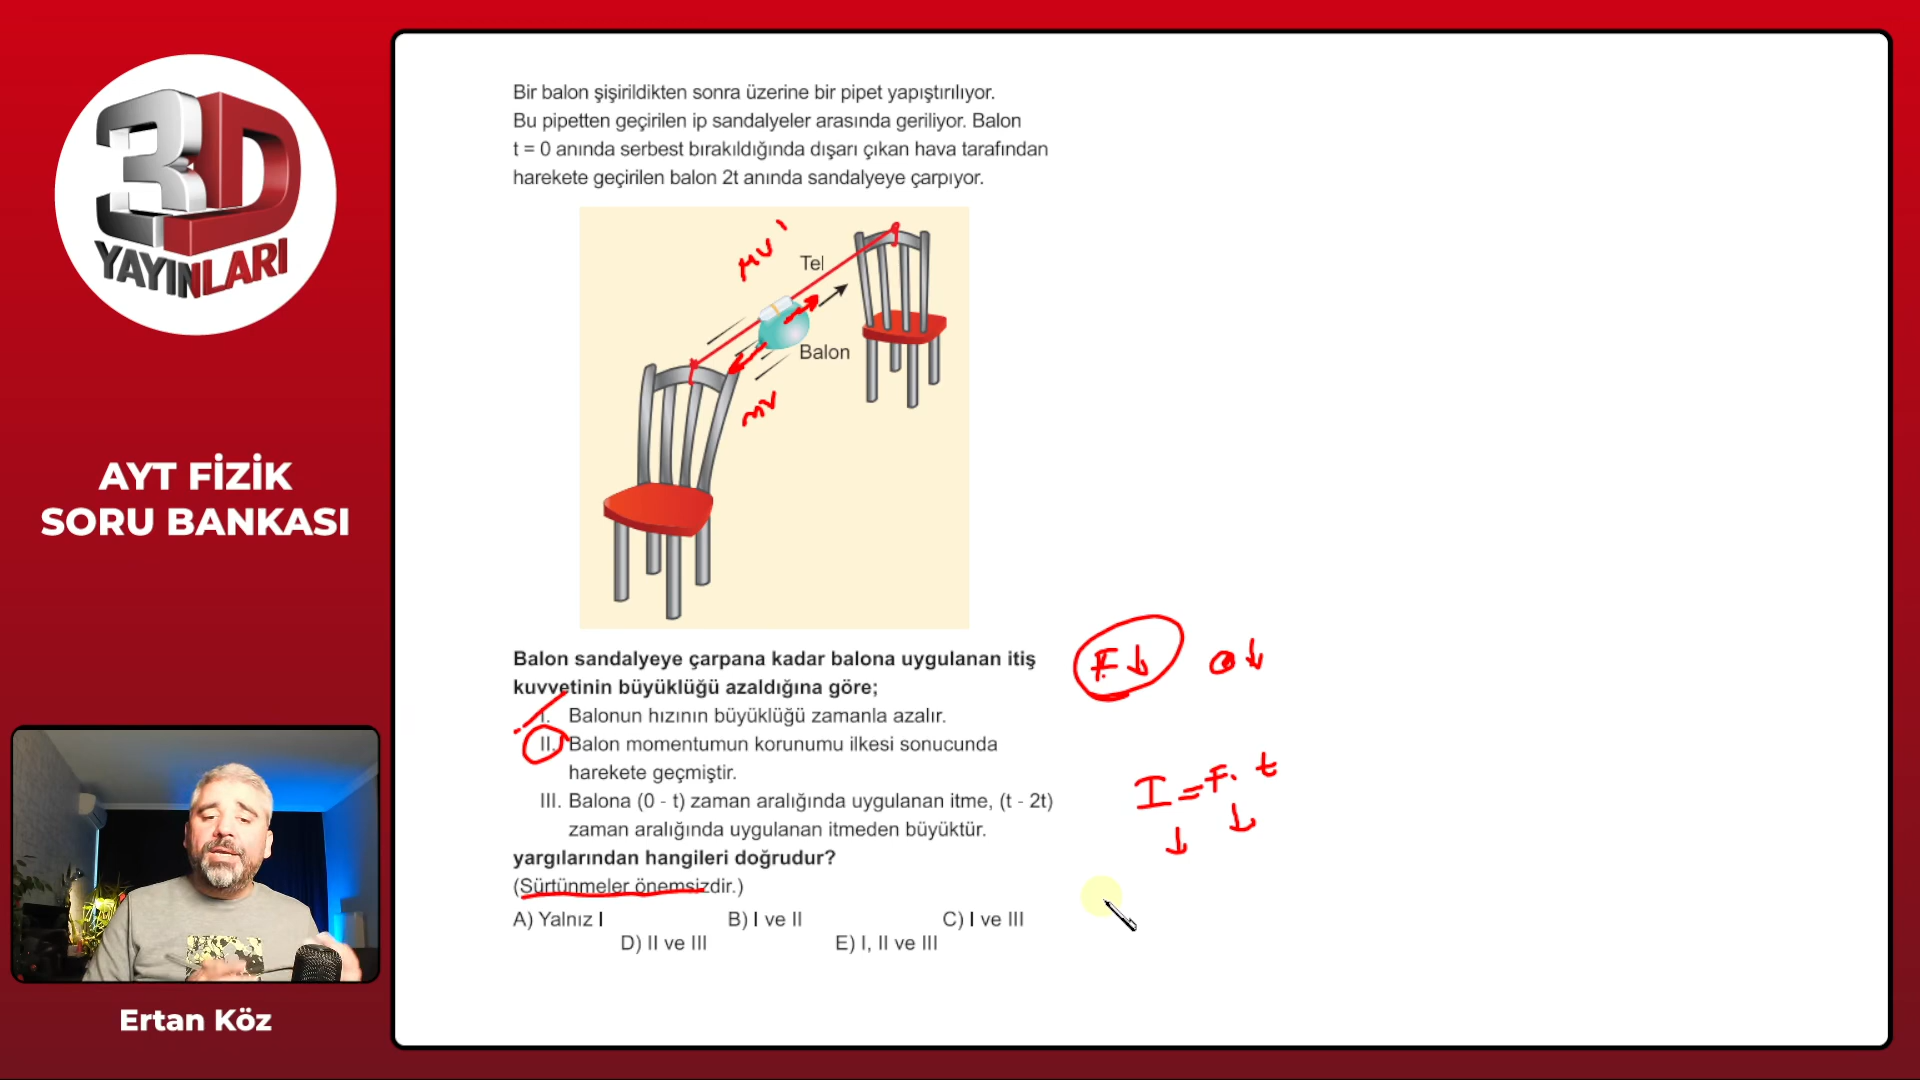 3D
YAYINLARI
AYT FİZİK
SORU BANKASI
Ertan Köz
Bir balon şişirildikten sonra üzerine bir pipet yapıştırılıyor.
Bu pipetten geçirilen ip sandalyeler arasında geriliyor. Balon
t = 0 anında serbest bırakıldığında dışarı çıkan hava tarafından
harekete geçirilen balon 2t anında sandalyeye çarpıyor.
MV'
Tel
Balon
mv
Balon sandalyeye çarpana kadar balona uygulanan itiş
kuvvetinin büyüklüğü azaldığına göre;
I. Balonun hızının büyüklüğü zamanla azalır.
II. Balon momentumun korunumu ilkesi sonucunda
harekete geçmiştir.
III. Balona (0 - t) zaman aralığında uygulanan itme, (t - 2t)
zaman aralığında uygulanan itmeden büyüktür.
yargılarından hangileri doğrudur?
(Sürtünmeler önemsizdir.)
A) Yalnız I B) I ve II C) I ve III
D) II ve III E) I, II ve III
F↓ a↓
I = F. t
↓ ↓